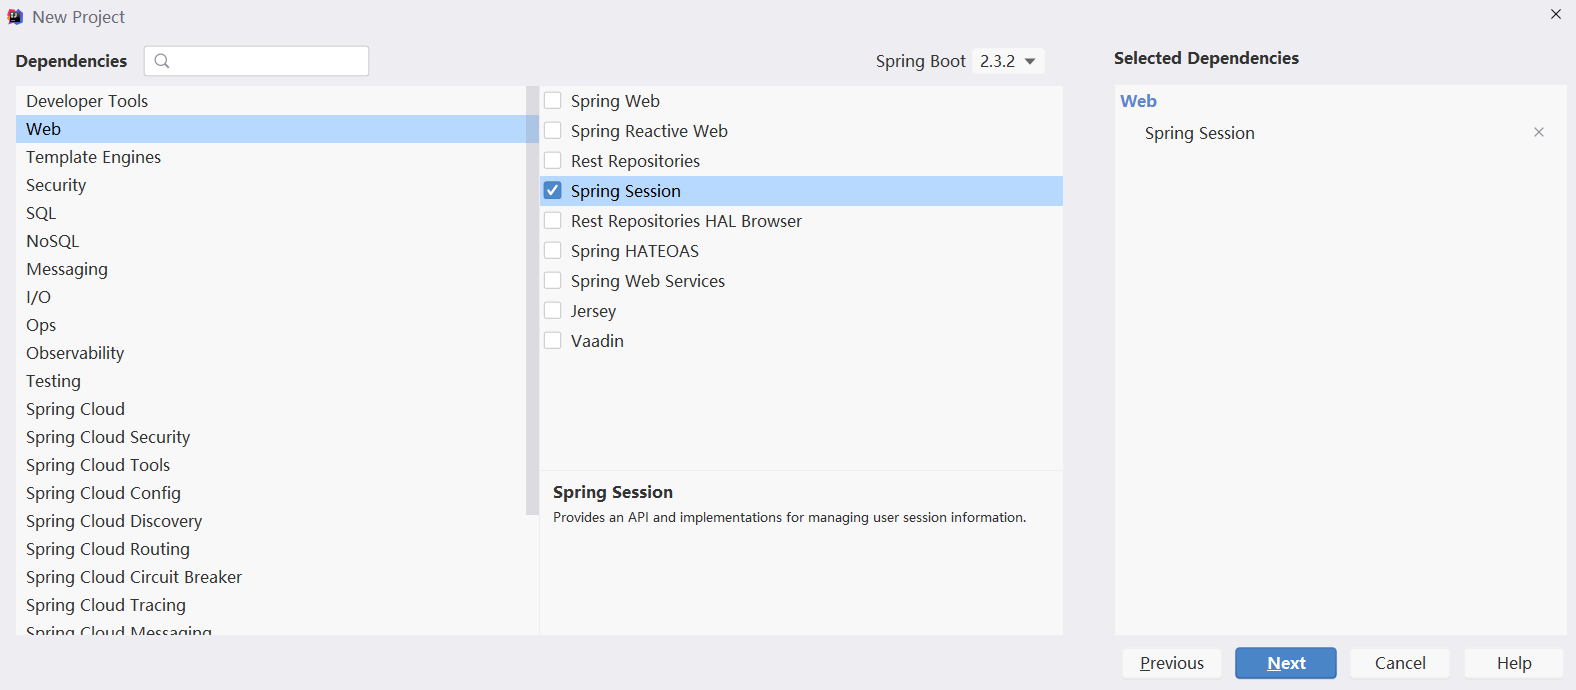 New Project
Dependencies
Spring Boot 2.3.2
Selected Dependencies
Developer Tools
Web
Template Engines
Security
SQL
NoSQL
Messaging
I/O
Ops
Observability
Testing
Spring Cloud
Spring Cloud Security
Spring Cloud Tools
Spring Cloud Config
Spring Cloud Discovery
Spring Cloud Routing
Spring Cloud Circuit Breaker
Spring Cloud Tracing
Spring Cloud Messaging
Spring Web
Spring Reactive Web
Rest Repositories
Spring Session
Rest Repositories HAL Browser
Spring HATEOAS
Spring Web Services
Jersey
Vaadin
Spring Session
Provides an API and implementations for managing user session information.
Web
Spring Session
Previous
Next
Cancel
Help